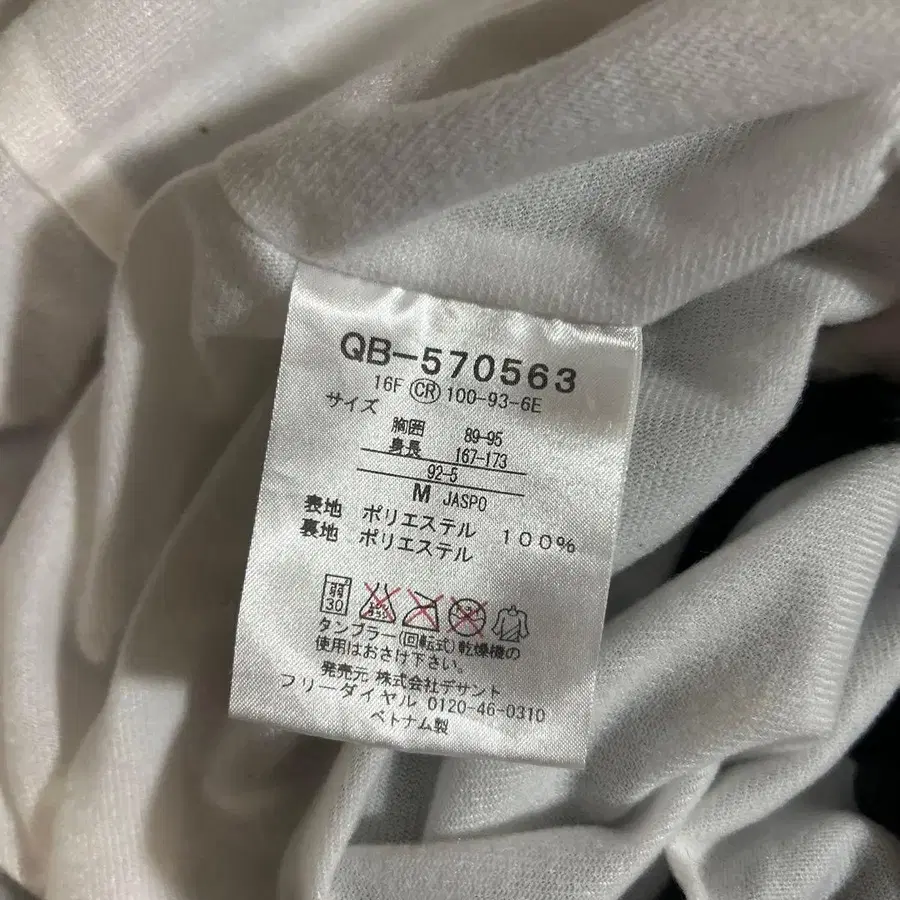 QB-570563
16F CR 100-93-6E
サイズ
胸囲 89-95
身長 167-173
92-5
M JASPO
表地 ポリエステル 100%
裏地 ポリエステル
弱 30
タンブラー(回転式)乾燥機の
使用はおさけ下さい。
発売元 株式会社デサント
フリーダイヤル 0120-46-0310
ベトナム製